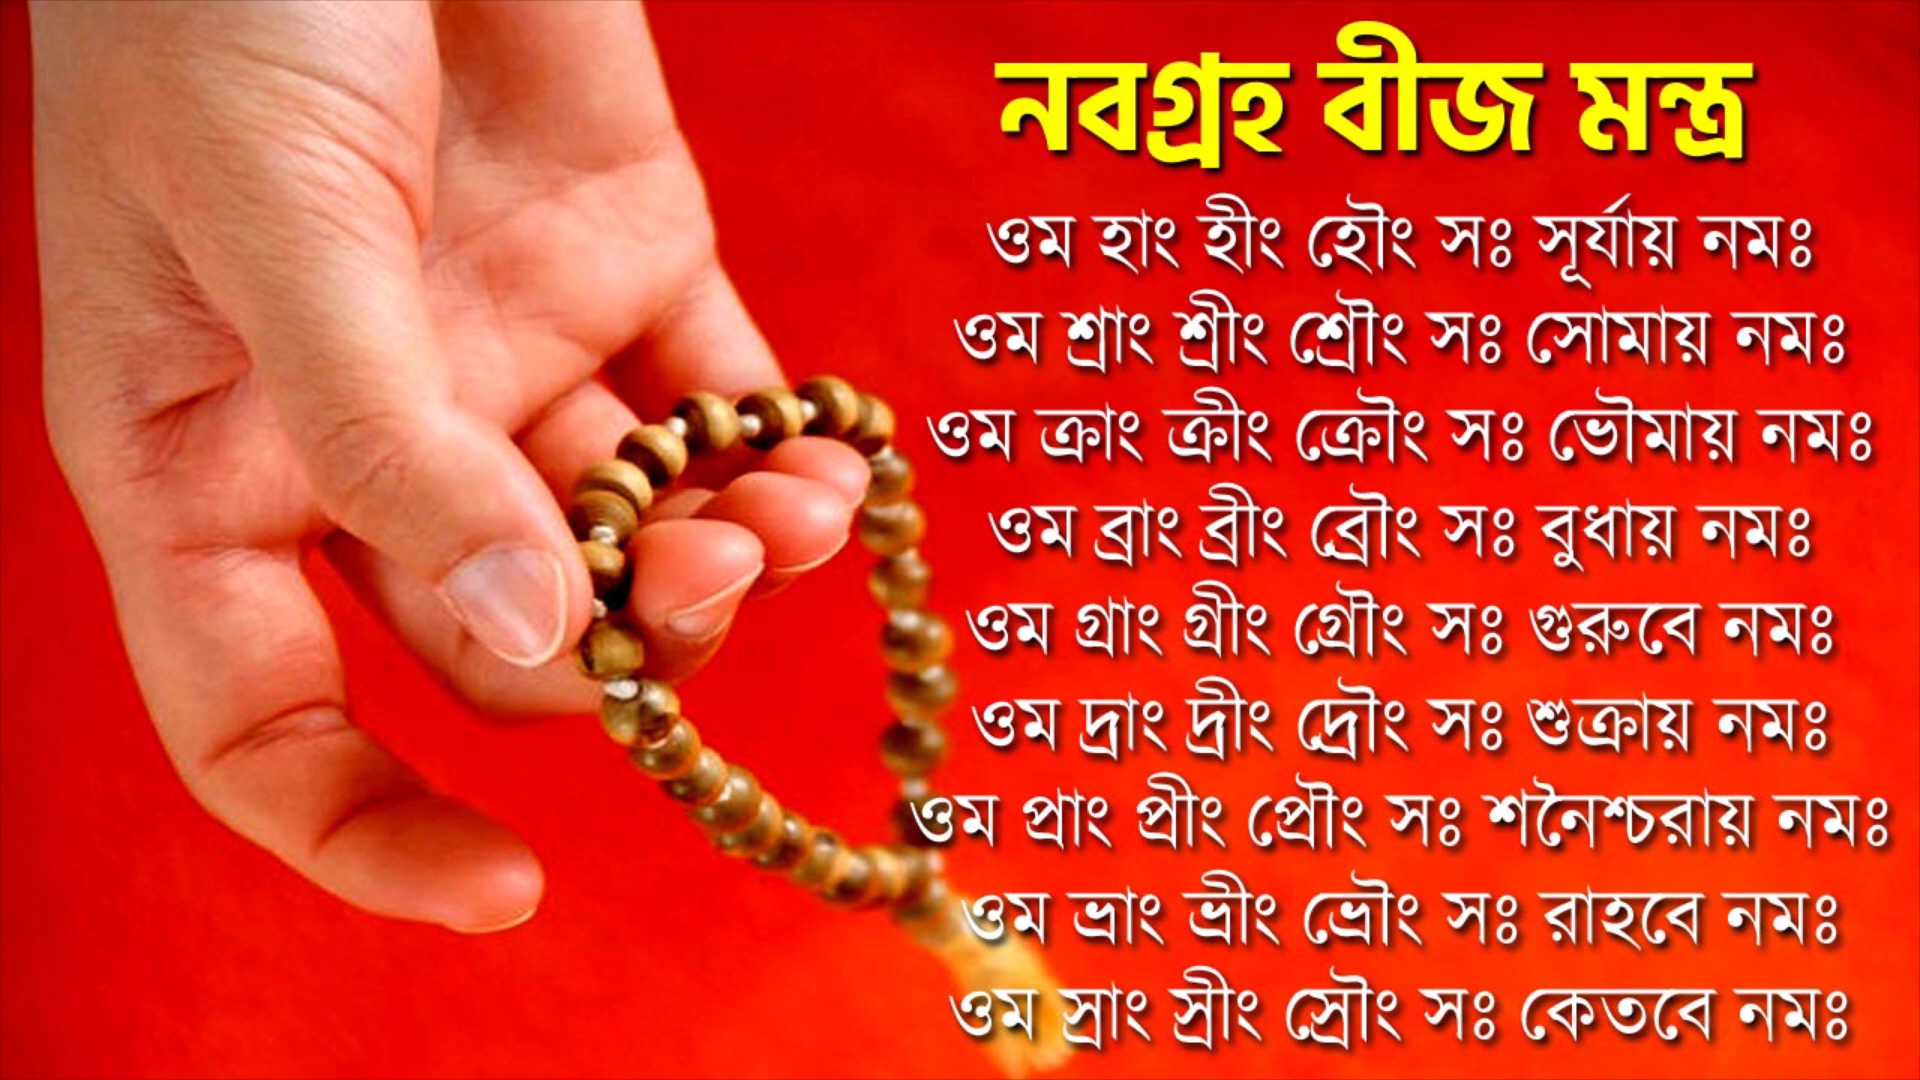 নবগ্রহ বীজ মন্ত্র
ওম হাং হীং হৌং সঃ সূর্যায় নমঃ
ওম শ্রাং শ্রীং শ্রৌং সঃ সোমায় নমঃ
ওম ক্রাং ক্রীং ক্রৌং সঃ ভৌমায় নমঃ
ওম ব্রাং ব্রীং ব্রৌং সঃ বুধায় নমঃ
ওম গ্রাং গ্রীং গ্রৌং সঃ গুরুবে নমঃ
ওম দ্রাং দ্রীং দ্রৌং সঃ শুক্রায় নমঃ
ওম প্রাং প্রীং প্রৌং সঃ শনৈশ্চরায় নমঃ
ওম ভ্রাং ভ্রীং ভ্রৌং সঃ রাহবে নমঃ
ওম স্রাং স্রীং স্রৌং সঃ কেতবে নমঃ